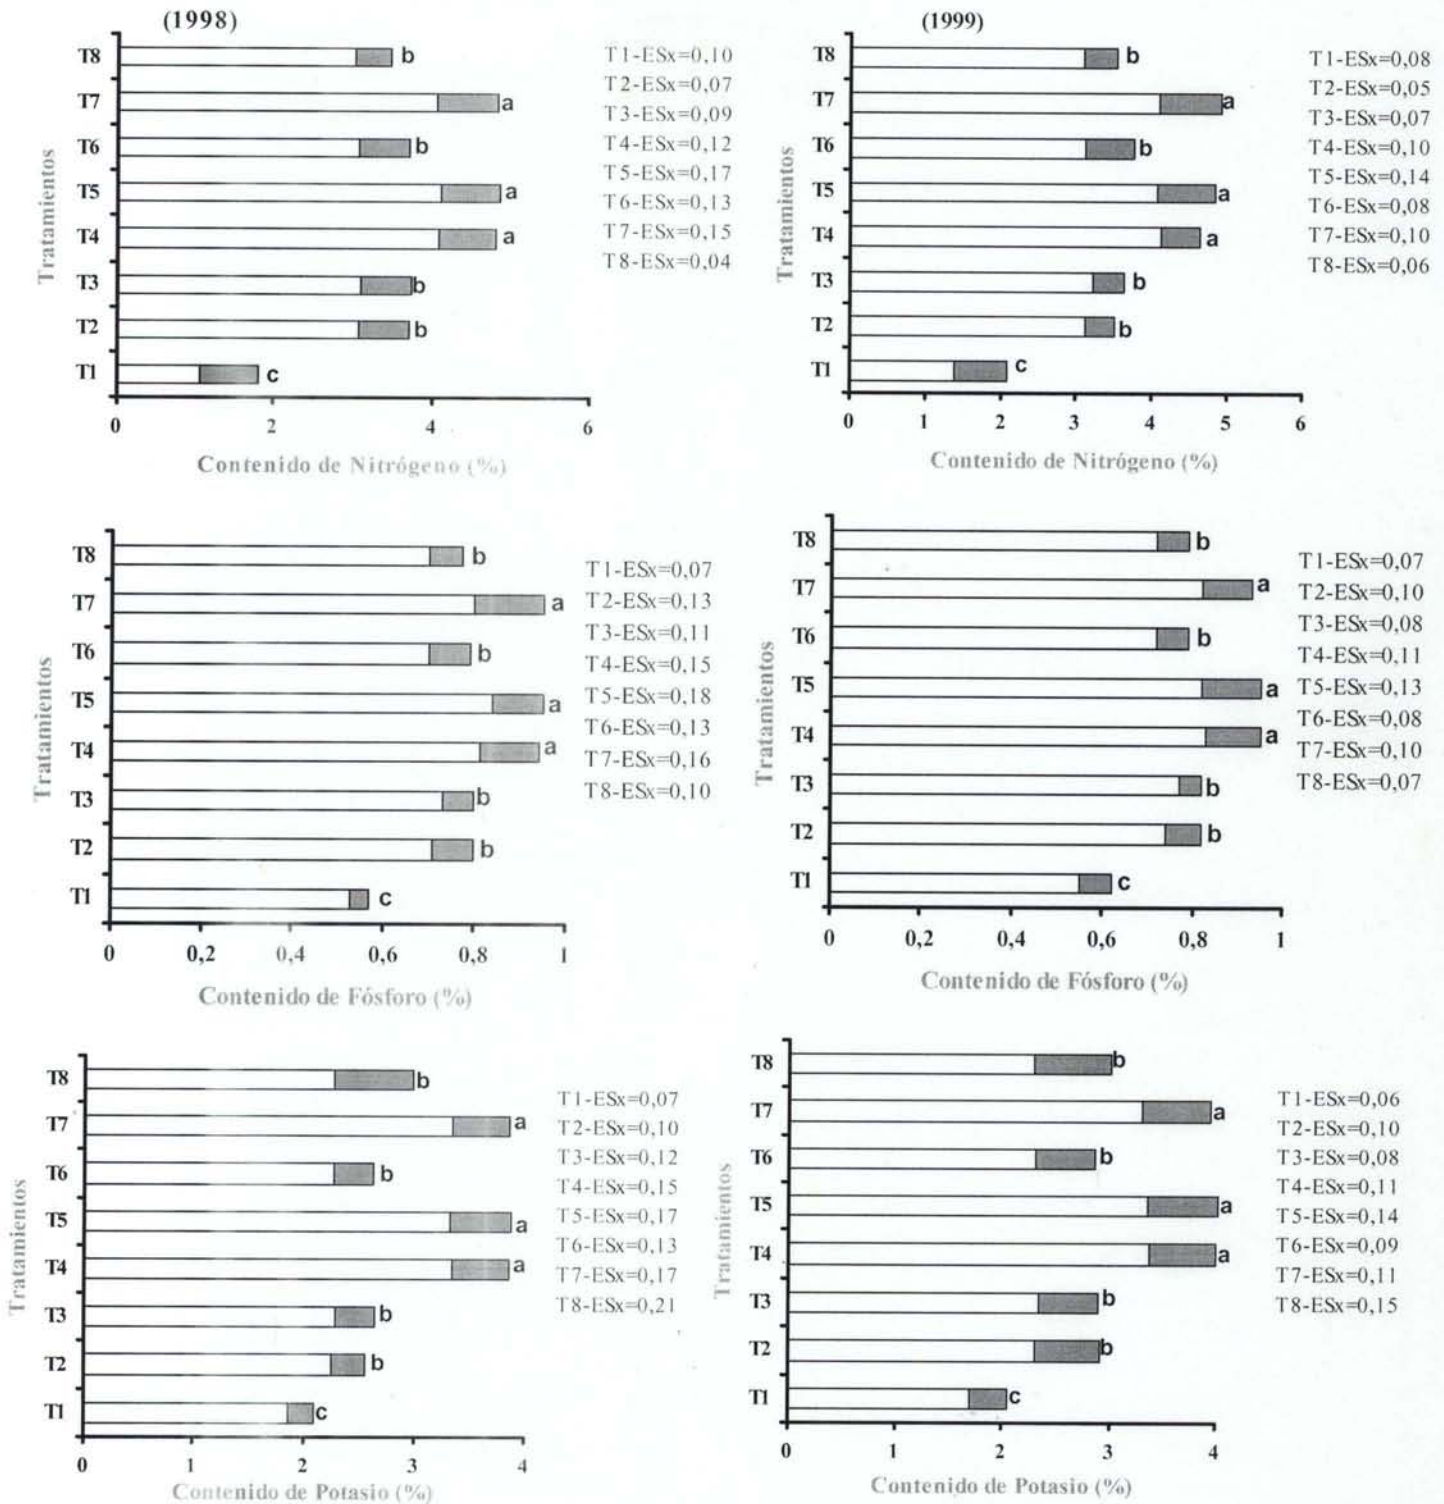 (1998)
T8
b
T7
a
T6
b
T5
a
T4
a
T3
b
T2
b
T1
c
Tratamientos
0 2 4 6
Contenido de Nitrógeno (%)
T1-ESx=0,10
T2-ESx=0,07
T3-ESx=0,09
T4-ESx=0,12
T5-ESx=0,17
T6-ESx=0,13
T7-ESx=0,15
T8-ESx=0,04
(1999)
T8
b
T7
a
T6
b
T5
a
T4
a
T3
b
T2
b
T1
c
Tratamientos
0 1 2 3 4 5 6
Contenido de Nitrógeno (%)
T1-ESx=0,08
T2-ESx=0,05
T3-ESx=0,07
T4-ESx=0,10
T5-ESx=0,14
T6-ESx=0,08
T7-ESx=0,10
T8-ESx=0,06
T8
b
T7
a
T6
b
T5
a
T4
a
T3
b
T2
b
T1
c
Tratamientos
0 0,2 0,4 0,6 0,8 1
Contenido de Fósforo (%)
T1-ESx=0,07
T2-ESx=0,13
T3-ESx=0,11
T4-ESx=0,15
T5-ESx=0,18
T6-ESx=0,13
T7-ESx=0,16
T8-ESx=0,10
T8
b
T7
a
T6
b
T5
a
T4
a
T3
b
T2
b
T1
c
Tratamientos
0 0,2 0,4 0,6 0,8 1
Contenido de Fósforo (%)
T1-ESx=0,07
T2-ESx=0,10
T3-ESx=0,08
T4-ESx=0,11
T5-ESx=0,13
T6-ESx=0,08
T7-ESx=0,10
T8-ESx=0,07
T8
b
T7
a
T6
b
T5
a
T4
a
T3
b
T2
b
T1
c
Tratamientos
0 1 2 3 4
Contenido de Potasio (%)
T1-ESx=0,07
T2-ESx=0,10
T3-ESx=0,12
T4-ESx=0,15
T5-ESx=0,17
T6-ESx=0,13
T7-ESx=0,17
T8-ESx=0,21
T8
b
T7
a
T6
b
T5
a
T4
a
T3
b
T2
b
T1
c
Tratamientos
0 1 2 3 4
Contenido de Potasio (%)
T1-ESx=0,06
T2-ESx=0,10
T3-ESx=0,08
T4-ESx=0,11
T5-ESx=0,14
T6-ESx=0,09
T7-ESx=0,11
T8-ESx=0,15